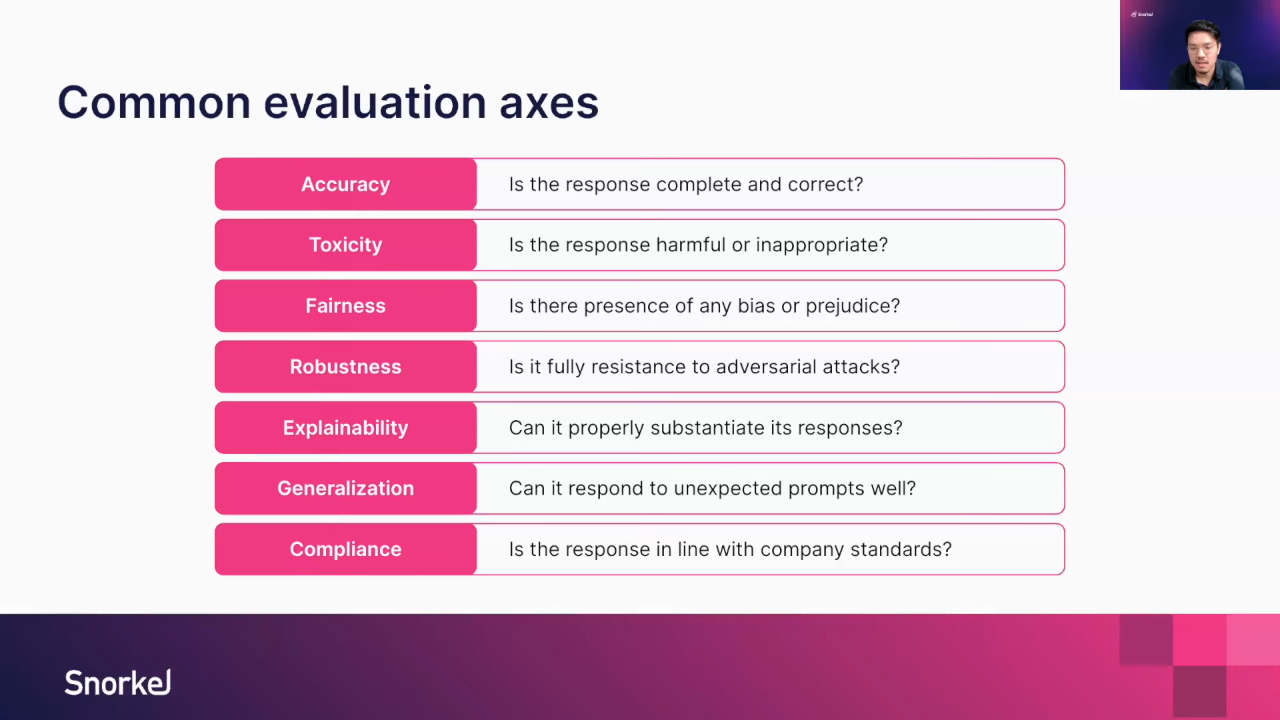 Snorkel
Common evaluation axes
Accuracy
Is the response complete and correct?
Toxicity
Is the response harmful or inappropriate?
Fairness
Is there presence of any bias or prejudice?
Robustness
Is it fully resistance to adversarial attacks?
Explainability
Can it properly substantiate its responses?
Generalization
Can it respond to unexpected prompts well?
Compliance
Is the response in line with company standards?
Snorkel